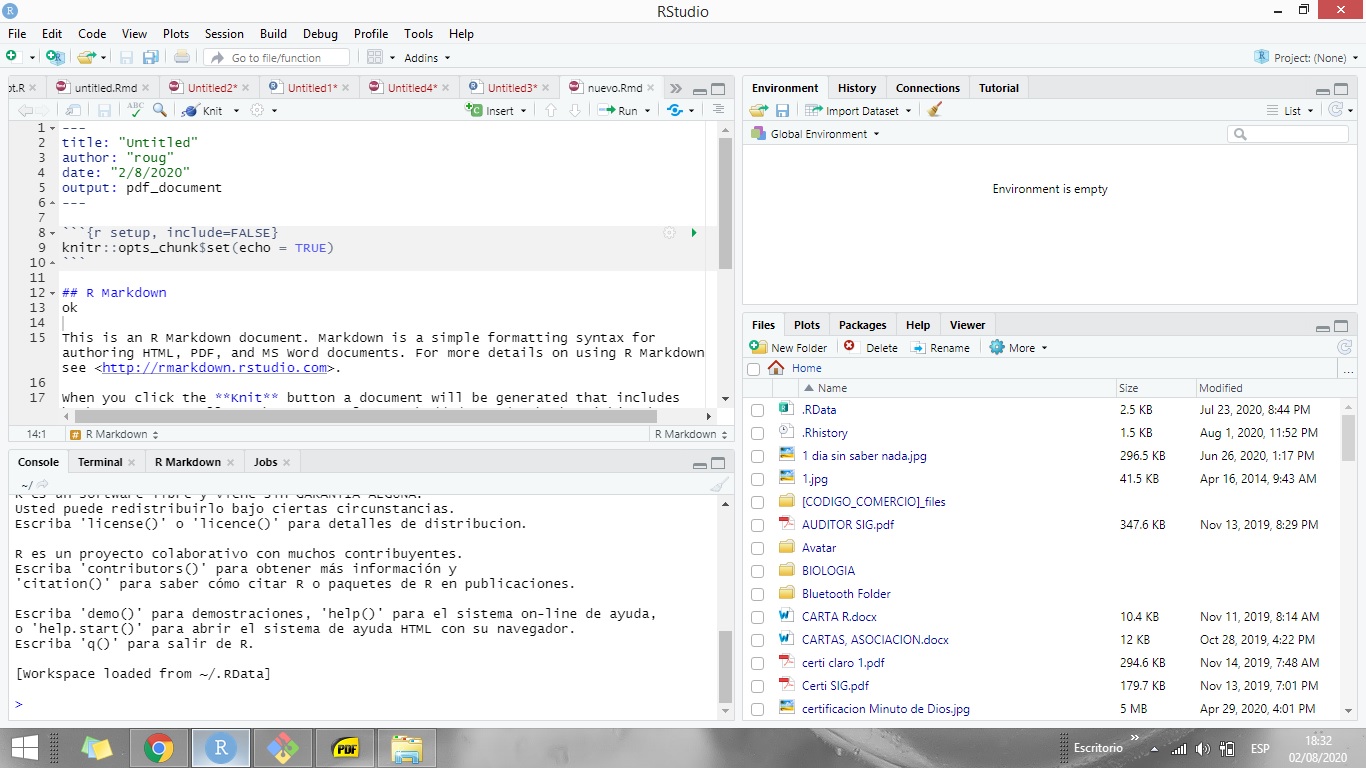 RStudio
File Edit Code View Plots Session Build Debug Profile Tools Help
Go to file/function Addins Project: (None)
ot.R untitled.Rmd Untitled2* Untitled1* Untitled4* Untitled3* nuevo.Rmd
ABC Knit Insert Run
1 ---
2 title: "Untitled"
3 author: "roug"
4 date: "2/8/2020"
5 output: pdf_document
6 ---
7
8 ```{r setup, include=FALSE}
9 knitr::opts_chunk$set(echo = TRUE)
10 ```
11
12 ## R Markdown
13 ok
14
15 This is an R Markdown document. Markdown is a simple formatting syntax for
authoring HTML, PDF, and MS Word documents. For more details on using R Markdown
see <http://rmarkdown.rstudio.com>.
16
17 When you click the **Knit** button a document will be generated that includes
14:1 # R Markdown R Markdown
Console Terminal R Markdown Jobs
~/
R es un software libre y viene sin GARANTIA ALGUNA.
Usted puede redistribuirlo bajo ciertas circunstancias.
Escriba 'license()' o 'licence()' para detalles de distribucion.
R es un proyecto colaborativo con muchos contribuyentes.
Escriba 'contributors()' para obtener más información y
'citation()' para saber cómo citar R o paquetes de R en publicaciones.
Escriba 'demo()' para demostraciones, 'help()' para el sistema on-line de ayuda,
o 'help.start()' para abrir el sistema de ayuda HTML con su navegador.
Escriba 'q()' para salir de R.
[Workspace loaded from ~/.RData]
>
Environment History Connections Tutorial
Import Dataset List
Global Environment
Environment is empty
Files Plots Packages Help Viewer
New Folder Delete Rename More
Home ...
Name Size Modified
.RData 2.5 KB Jul 23, 2020, 8:44 PM
.Rhistory 1.5 KB Aug 1, 2020, 11:52 PM
1 dia sin saber nada.jpg 296.5 KB Jun 26, 2020, 1:17 PM
1.jpg 41.5 KB Apr 16, 2014, 9:43 AM
[CODIGO_COMERCIO]_files
AUDITOR SIG.pdf 347.6 KB Nov 13, 2019, 8:29 PM
Avatar
BIOLOGIA
Bluetooth Folder
CARTA R.docx 10.4 KB Nov 11, 2019, 8:14 AM
CARTAS, ASOCIACION.docx 12 KB Oct 28, 2019, 4:22 PM
certi claro 1.pdf 294.6 KB Nov 14, 2019, 7:48 AM
Certi SIG.pdf 179.7 KB Nov 13, 2019, 7:01 PM
certificacion Minuto de Dios.jpg 5 MB Apr 29, 2020, 4:01 PM
PDF Escritorio ESP 18:32
02/08/2020